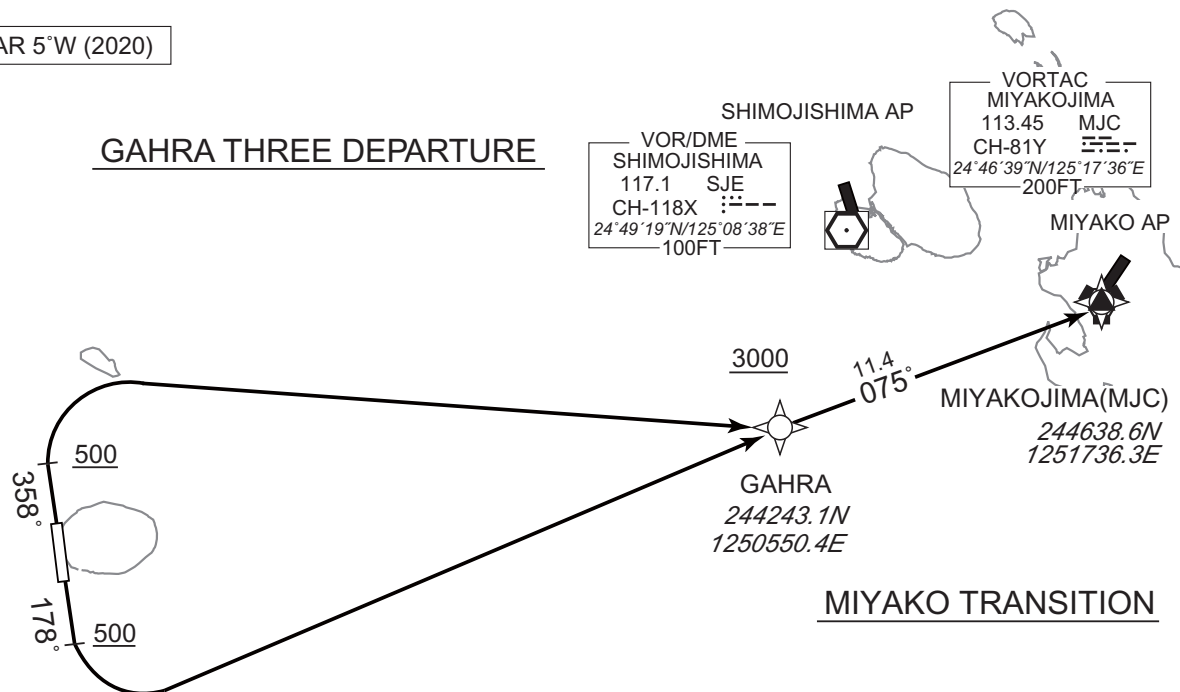 AR 5°W (2020)
GAHRA THREE DEPARTURE
SHIMOJISHIMA AP
VOR/DME
SHIMOJISHIMA
117.1 SJE
CH-118X
24°49´19˝N/125°08´38˝E
100FT
VORTAC
MIYAKOJIMA
113.45 MJC
CH-81Y
24°46´39˝N/125°17´36˝E
200FT
MIYAKO AP
3000
11.4
075°
MIYAKOJIMA(MJC)
244638.6N
1251736.3E
500
358°
GAHRA
244243.1N
1250550.4E
178°
500
MIYAKO TRANSITION